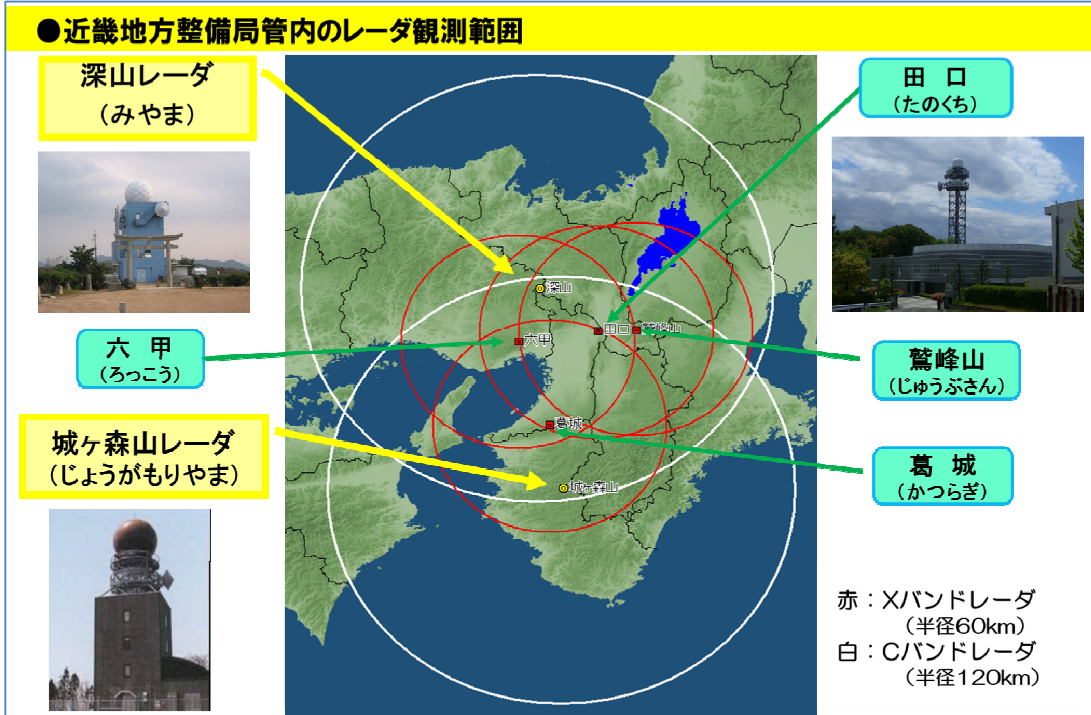 ●近畿地方整備局管内のレーダ観測範囲
深山レーダ
(みやま)
田 口
(たのくち)
六 甲
(ろっこう)
城ヶ森山レーダ
(じょうがもりやま)
深山
田口
鷲峰山
六甲
葛城
城ヶ森山
鷲峰山
(じゅうぶさん)
葛 城
(かつらぎ)
赤：Xバンドレーダ
(半径60km)
白：Cバンドレーダ
(半径120km)